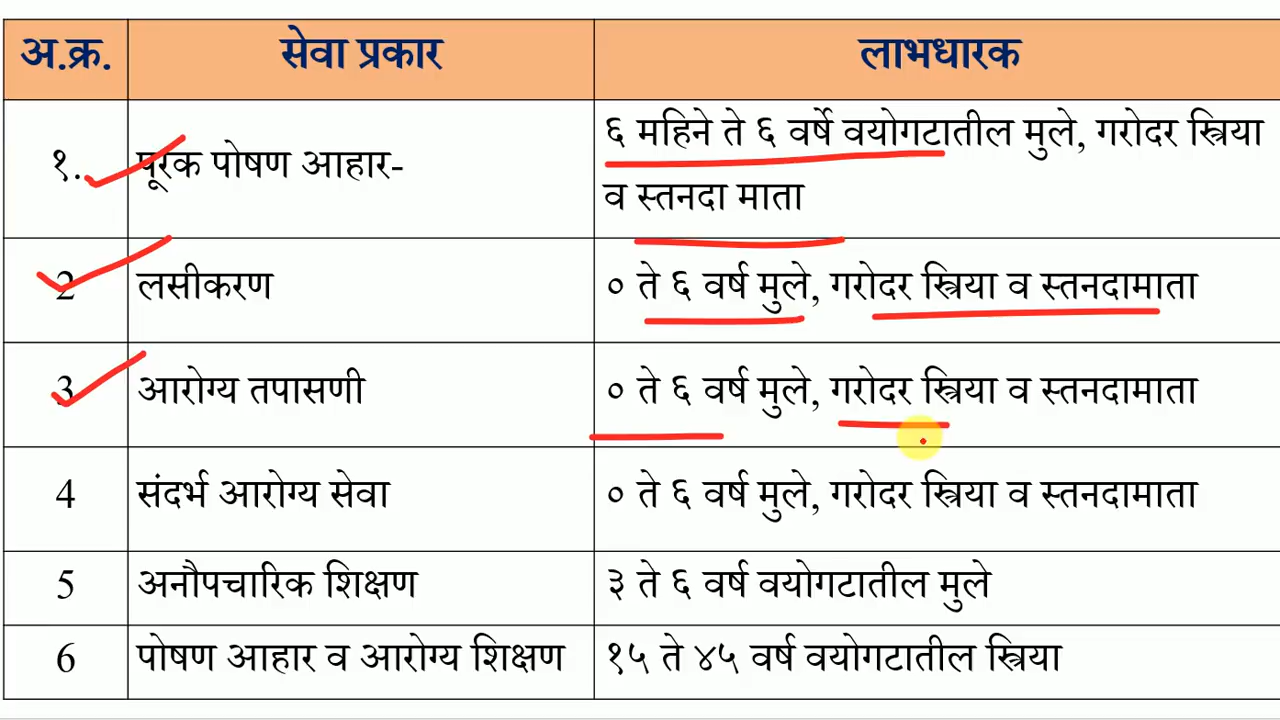 अ.क्र. सेवा प्रकार लाभधारक
१. पूरक पोषण आहार- ६ महिने ते ६ वर्षे वयोगटातील मुले, गरोदर स्त्रिया
व स्तनदा माता
2 लसीकरण ० ते ६ वर्ष मुले, गरोदर स्त्रिया व स्तनदामाता
3 आरोग्य तपासणी ० ते ६ वर्ष मुले, गरोदर स्त्रिया व स्तनदामाता
4 संदर्भ आरोग्य सेवा ० ते ६ वर्ष मुले, गरोदर स्त्रिया व स्तनदामाता
5 अनौपचारिक शिक्षण ३ ते ६ वर्ष वयोगटातील मुले
6 पोषण आहार व आरोग्य शिक्षण १५ ते ४५ वर्ष वयोगटातील स्त्रिया